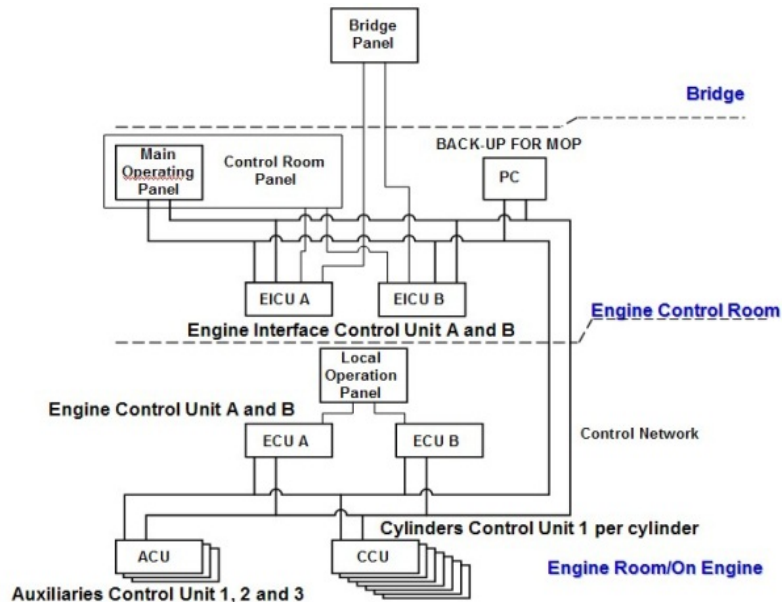 Bridge
Panel
Bridge
BACK-UP FOR MOP
Main
Operating
Panel
Control Room
Panel
PC
EICU A
EICU B
Engine Interface Control Unit A and B
Engine Control Room
Local
Operation
Panel
Engine Control Unit A and B
ECU A
ECU B
Control Network
Cylinders Control Unit 1 per cylinder
ACU
CCU
Engine Room/On Engine
Auxiliaries Control Unit 1, 2 and 3